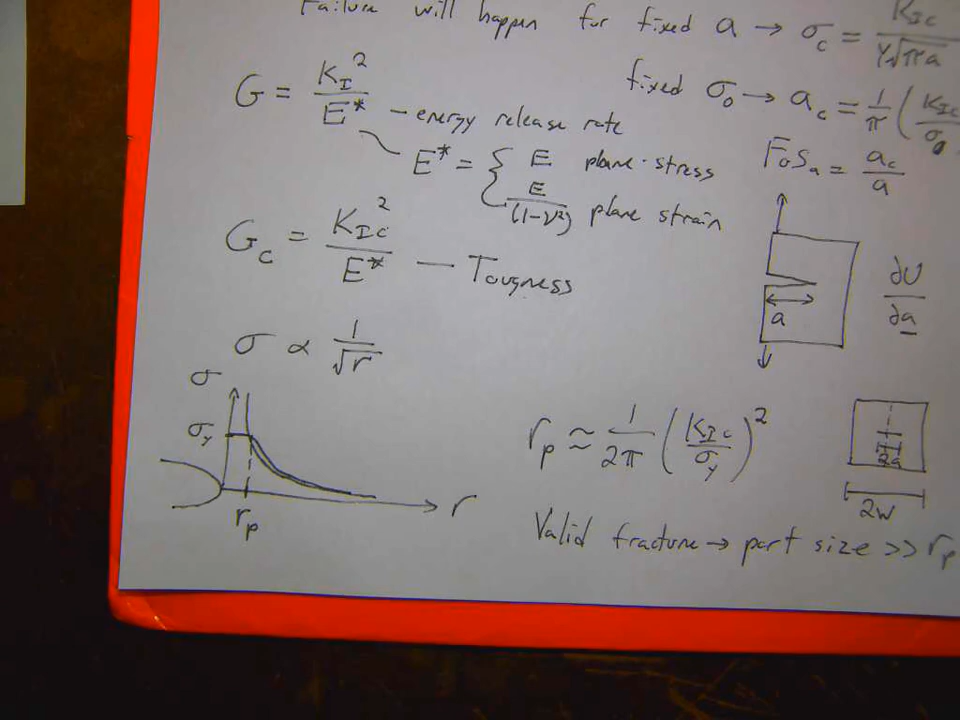 Failure will happen for fixed a → σc = KIc / Y√πa
fixed σ0 → ac = 1/π (KIc / σ0
G = KI² / E* — energy release rate
E* = { E plane stress
E / (1-ν²) plane strain
FoSa = ac / a
Gc = KIc² / E* — Tougness
a
∂U / ∂a
σ ∝ 1 / √r
σ
σy
rp
r
rp ≈ 1 / 2π (KIc / σy)²
2a
2w
Valid fracture → part size >> rp